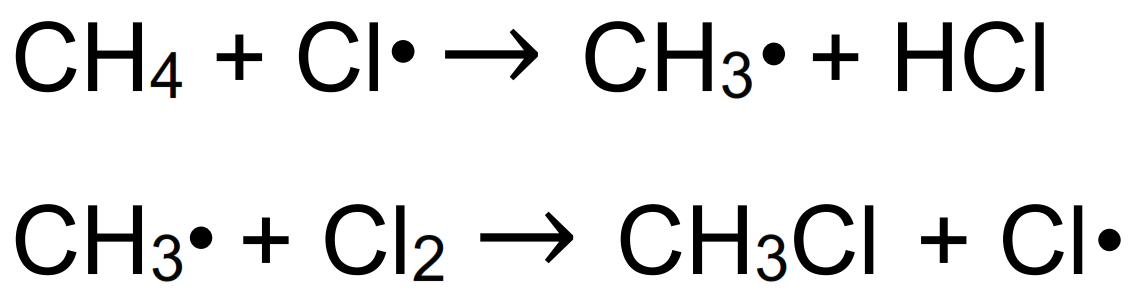 CH₄ + Cl• → CH₃• + HCl
CH₃• + Cl₂ → CH₃Cl + Cl•